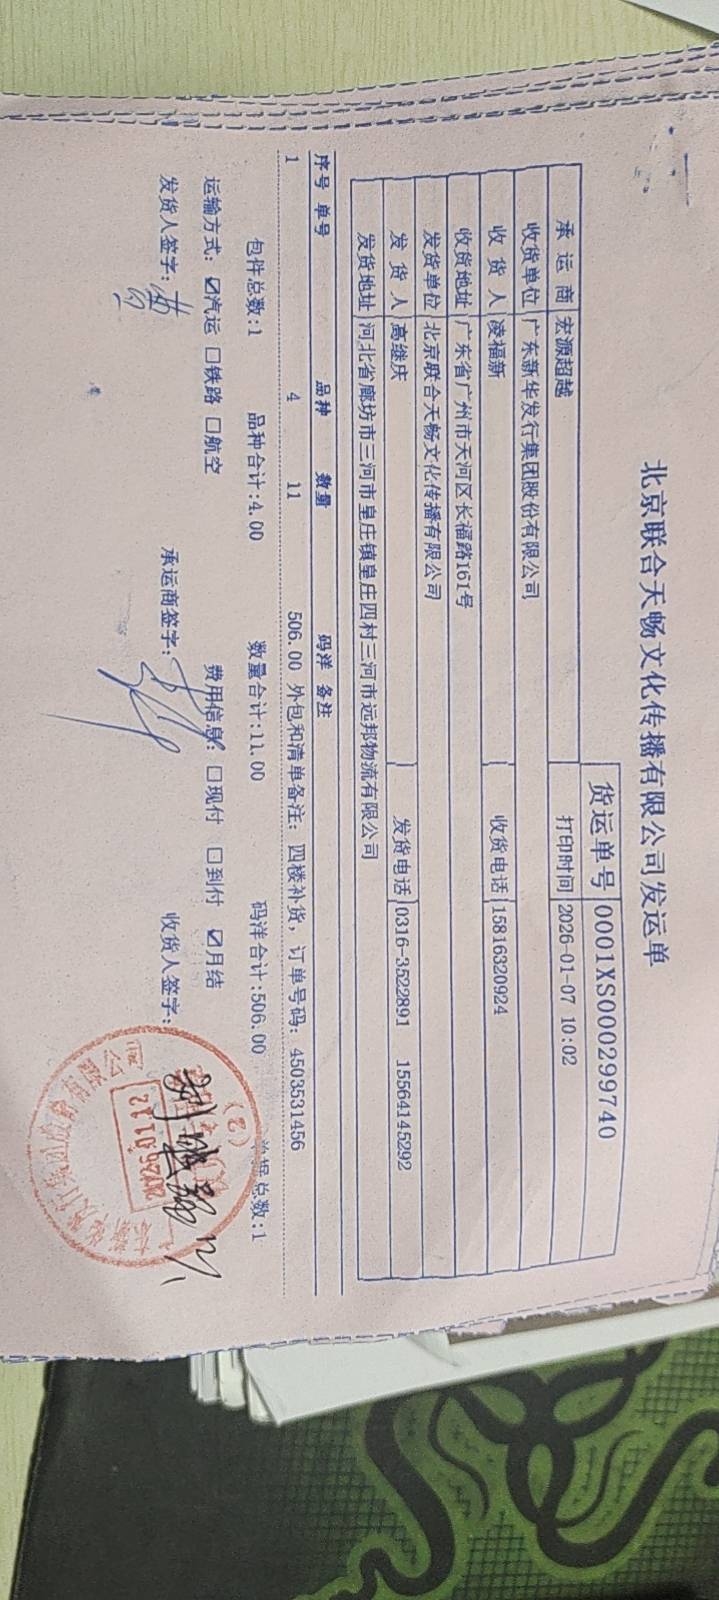 北京联合天畅文化传播有限公司发运单
货运单号 0001XS000299740
承运商 宏源超越 打印时间 2026-01-07 10:02
收货单位 广东新华发行集团股份有限公司
收货人 凌福新 收货电话 15816320924
收货地址 广东省广州市天河区长福路161号
发货单位 北京联合天畅文化传播有限公司
发货人 高继庆 发货电话 0316-3522891 15564145292
发货地址 河北省廊坊市三河市皇庄镇皇庄四村三河市远邦物流有限公司
序号 单号 品种 数量 码洋 备注
1 4 11 506.00 外包和清单备注: 四楼补货, 订单号码: 4503531456
包件总数:1 品种合计:4.00 数量合计:11.00 码洋合计:506.00 单据总数:1
运输方式: ☑汽运 ☐铁路 ☐航空 费用信息: ☐现付 ☐到付 ☑月结
发货人签字: 承运商签字: 收货人签字:
(2)
2026.01.12